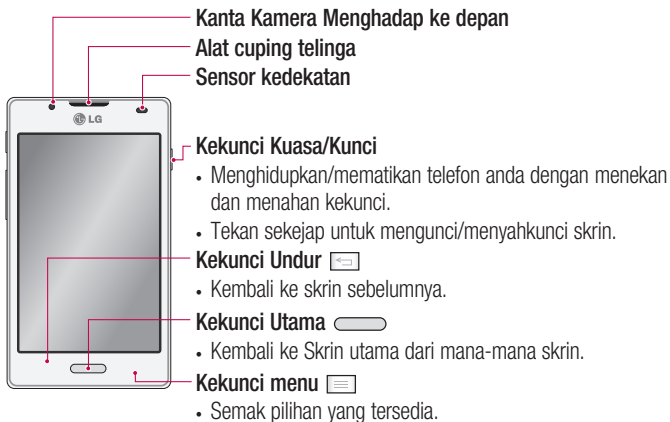 Kanta Kamera Menghadap ke depan
Alat cuping telinga
Sensor kedekatan
LG
Kekunci Kuasa/Kunci
• Menghidupkan/mematikan telefon anda dengan menekan
dan menahan kekunci.
• Tekan sekejap untuk mengunci/menyahkunci skrin.
Kekunci Undur
• Kembali ke skrin sebelumnya.
Kekunci Utama
• Kembali ke Skrin utama dari mana-mana skrin.
Kekunci menu
• Semak pilihan yang tersedia.